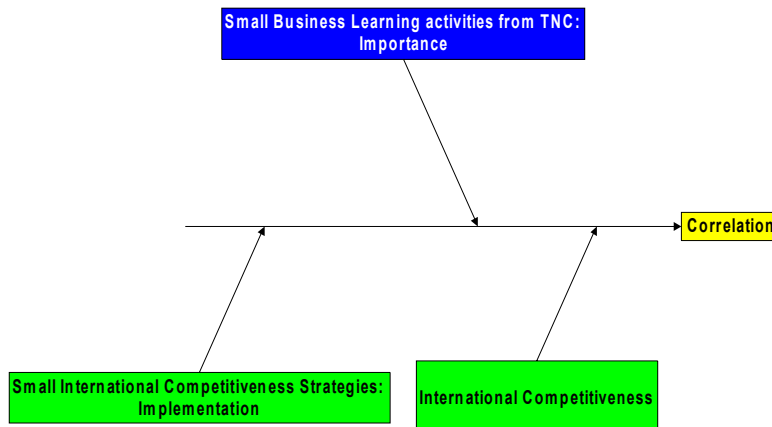 Small Business Learning activities from TNC:
Importance
Correlation
Small International Competitiveness Strategies:
Implementation
International Competitiveness